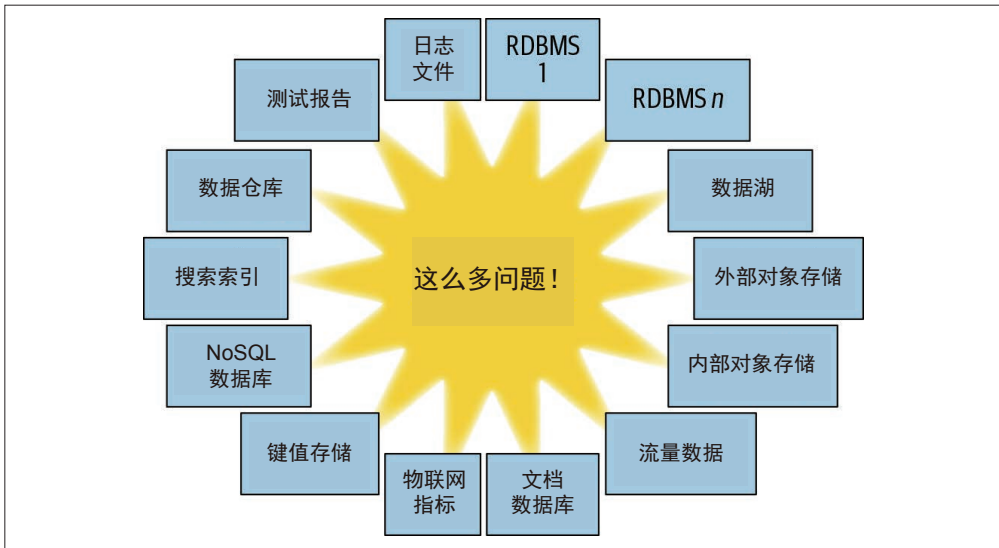 日志
文件
RDBMS
1
测试报告
RDBMS n
数据仓库
数据湖
搜索索引
这么多问题！
外部对象存储
NoSQL
数据库
内部对象存储
键值存储
流量数据
物联网
指标
文档
数据库